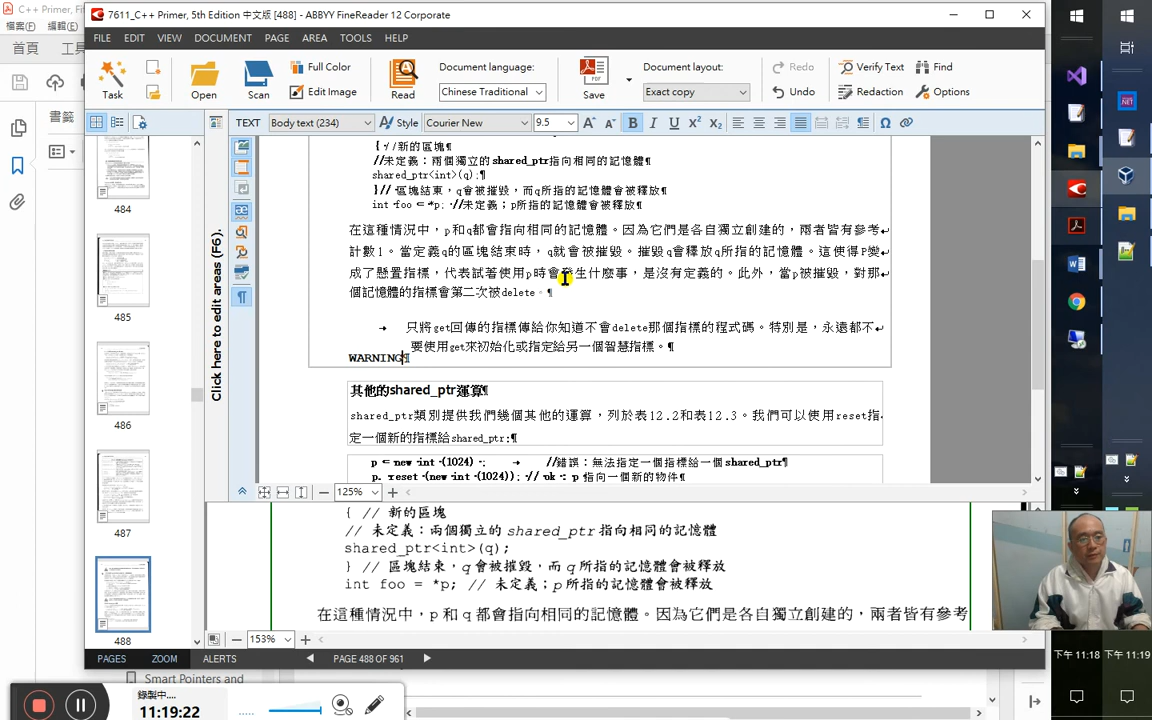 C++ Primer, 5th Edition
檔案(F) 編輯(E)
首頁 工具
書籤
7611_C++ Primer, 5th Edition 中文版 [488] - ABBYY FineReader 12 Corporate
FILE EDIT VIEW DOCUMENT PAGE AREA TOOLS HELP
Task Open Scan Full Color Edit Image Read
Document language: Chinese Traditional
Save
Document layout: Exact copy
Redo Undo
Verify Text Find
Redaction Options
TEXT Body text (234) Style Courier New 9.5 B I U
Click here to edit areas (F6).
484
485
486
487
488
{ //新的區塊¶
//未定義：兩個獨立的shared_ptr指向相同的記憶體¶
shared_ptr<int>(q);¶
}// 區塊結束，q會被摧毀，而q所指的記憶體會被釋放¶
int foo = *p; //未定義；p所指的記憶體會被釋放¶
在這種情況中，p和q都會指向相同的記憶體。因為它們是各自獨立創建的，兩者皆有參考↵
計數1。當定義q的區塊結束時，q就會被摧毀。摧毀q會釋放q所指的記憶體。這使得P變↵
成了懸置指標，代表試著使用p時會發生什麼事，是沒有定義的。此外，當p被摧毀，對那↵
個記憶體的指標會第二次被delete。¶
→ 只將get回傳的指標傳給你知道不會delete那個指標的程式碼。特別是，永遠都不↵
要使用get來初始化或指定給另一個智慧指標。¶
WARNING¶
其他的shared_ptr運算¶
shared_ptr類別提供我們幾個其他的運算，列於表12.2和表12.3。我們可以使用reset指
定一個新的指標給shared_ptr:¶
p = new int (1024) ; → //錯誤：無法指定一個指標給一個shared_ptr¶
p. reset (new int (1024)); // ok : p 指向一個新的物件¶
125%
{ // 新的區塊
// 未定義：兩個獨立的 shared_ptr 指向相同的記憶體
shared_ptr<int>(q);
} // 區塊結束，q 會被摧毀，而 q 所指的記憶體會被釋放
int foo = *p; // 未定義；p 所指的記憶體會被釋放
在這種情況中，p 和 q 都會指向相同的記憶體。因為它們是各自獨立創建的，兩者皆有參考
153%
PAGES ZOOM ALERTS PAGE 488 OF 961
Smart Pointers and
錄製中....
11:19:22
下午 11:18 下午 11:19